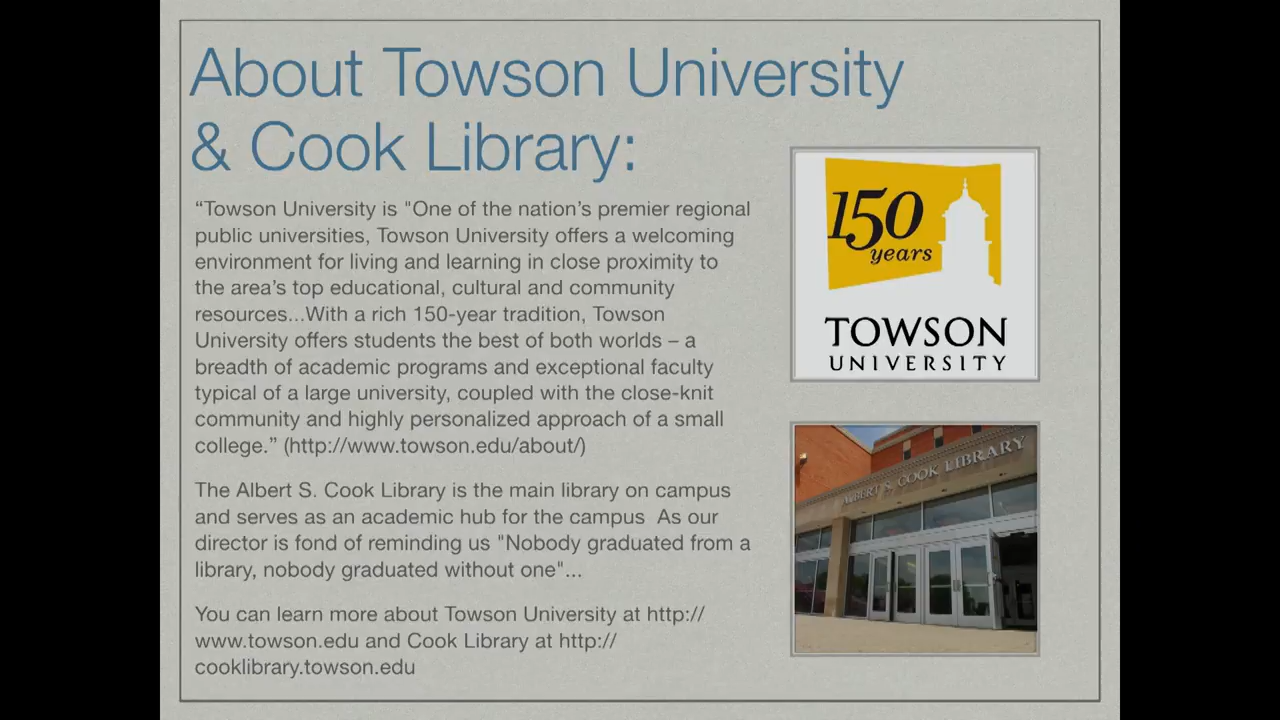 About Towson University
& Cook Library:
“Towson University is "One of the nation’s premier regional
public universities, Towson University offers a welcoming
environment for living and learning in close proximity to
the area’s top educational, cultural and community
resources...With a rich 150-year tradition, Towson
University offers students the best of both worlds – a
breadth of academic programs and exceptional faculty
typical of a large university, coupled with the close-knit
community and highly personalized approach of a small
college.” (http://www.towson.edu/about/)
The Albert S. Cook Library is the main library on campus
and serves as an academic hub for the campus  As our
director is fond of reminding us "Nobody graduated from a
library, nobody graduated without one"...
You can learn more about Towson University at http://
www.towson.edu and Cook Library at http://
cooklibrary.towson.edu
150
years
TOWSON
UNIVERSITY
ALBERT S. COOK LIBRARY